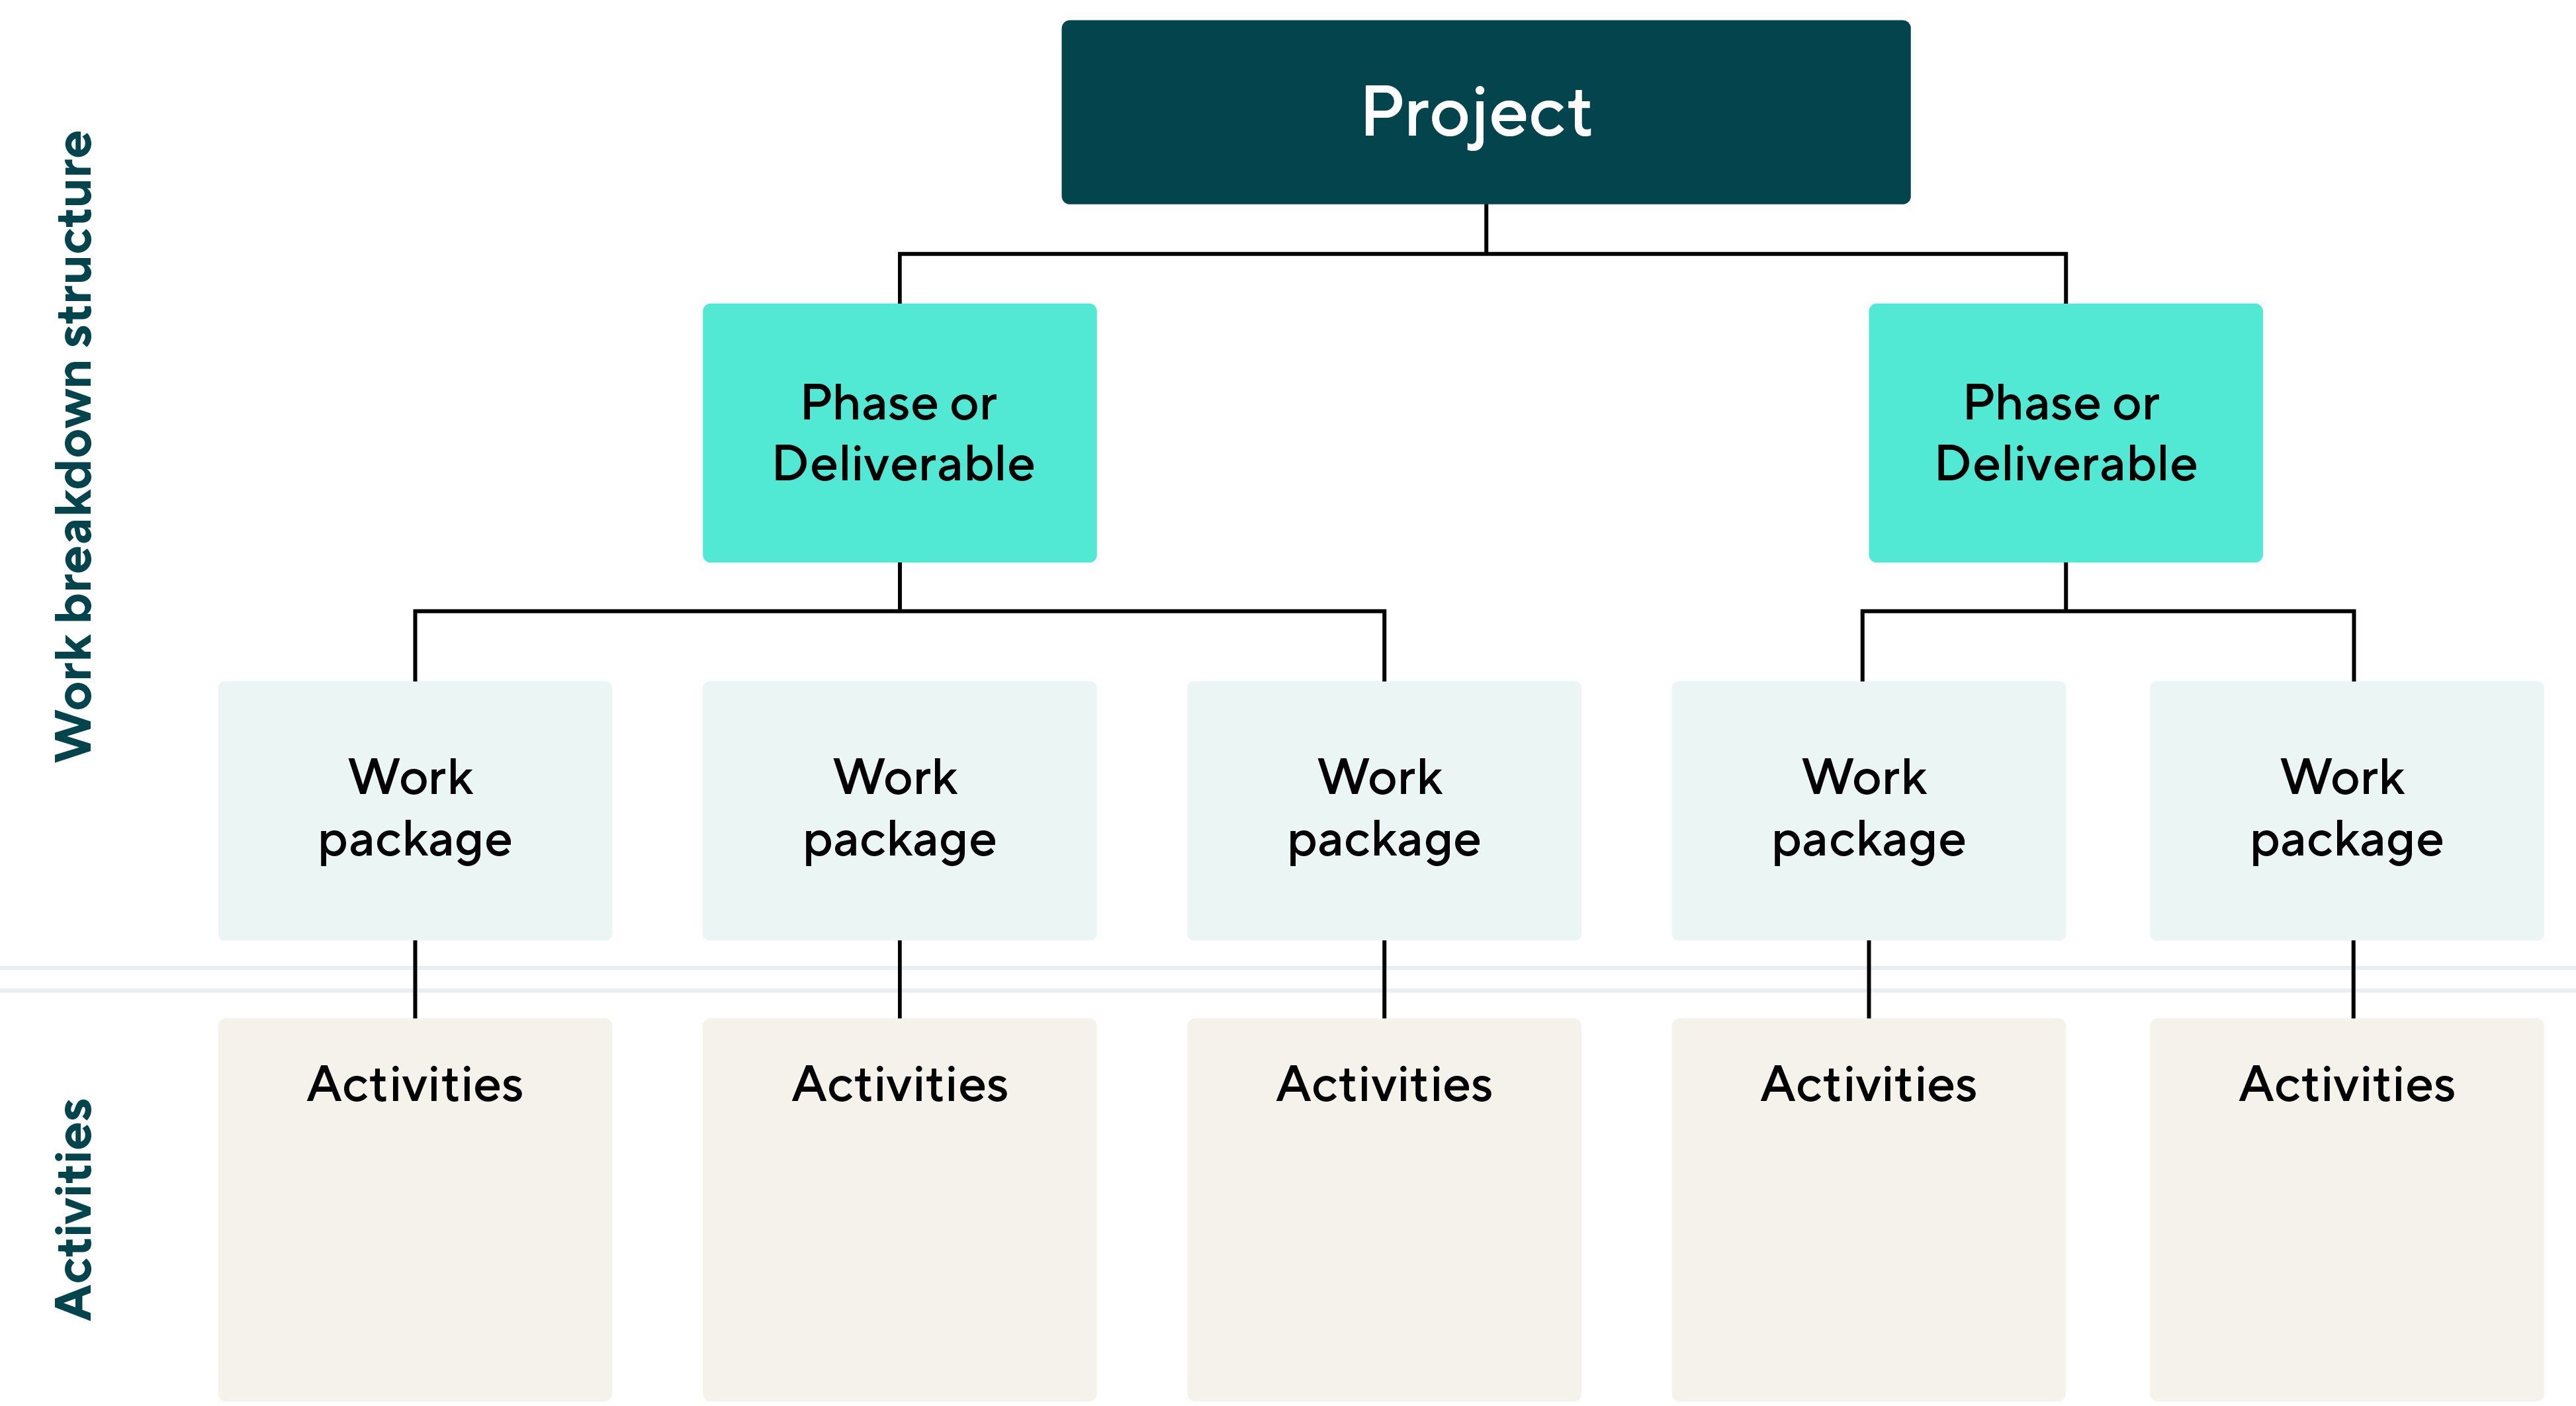 Work breakdown structure
Project
Phase or
Deliverable
Phase or
Deliverable
Work
package
Work
package
Work
package
Work
package
Work
package
Activities
Activities
Activities
Activities
Activities
Activities